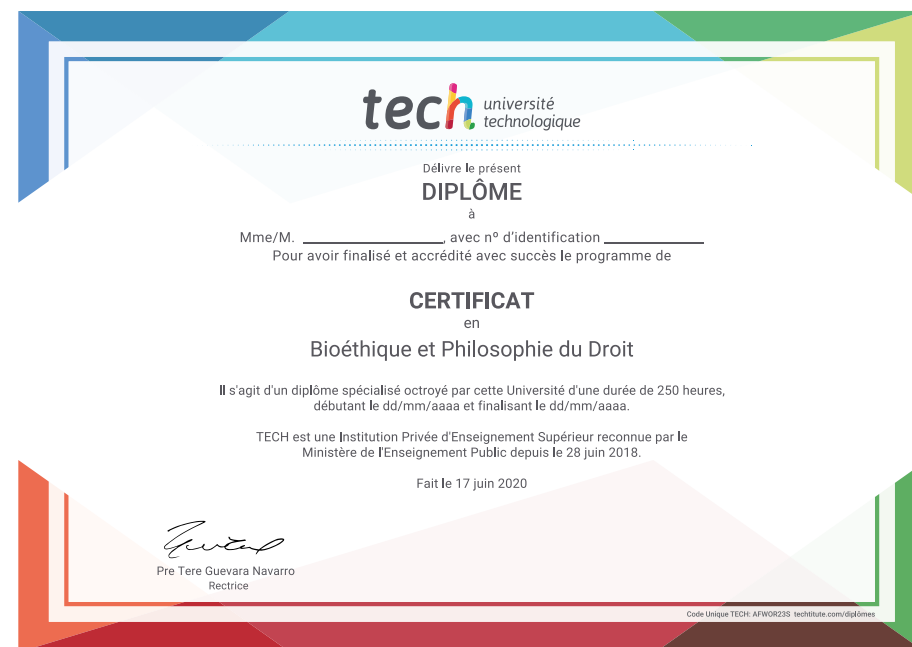 tech université
technologique
Délivre le présent
DIPLÔME
à
Mme/M. ____________, avec nº d'identification ____________
Pour avoir finalisé et accrédité avec succès le programme de
CERTIFICAT
en
Bioéthique et Philosophie du Droit
Il s'agit d'un diplôme spécialisé octroyé par cette Université d'une durée de 250 heures,
débutant le dd/mm/aaaa et finalisant le dd/mm/aaaa.
TECH est une Institution Privée d'Enseignement Supérieur reconnue par le
Ministère de l'Enseignement Public depuis le 28 juin 2018.
Fait le 17 juin 2020
Pre Tere Guevara Navarro
Rectrice
Code Unique TECH: AFWOR23S techtitute.com/diplômes